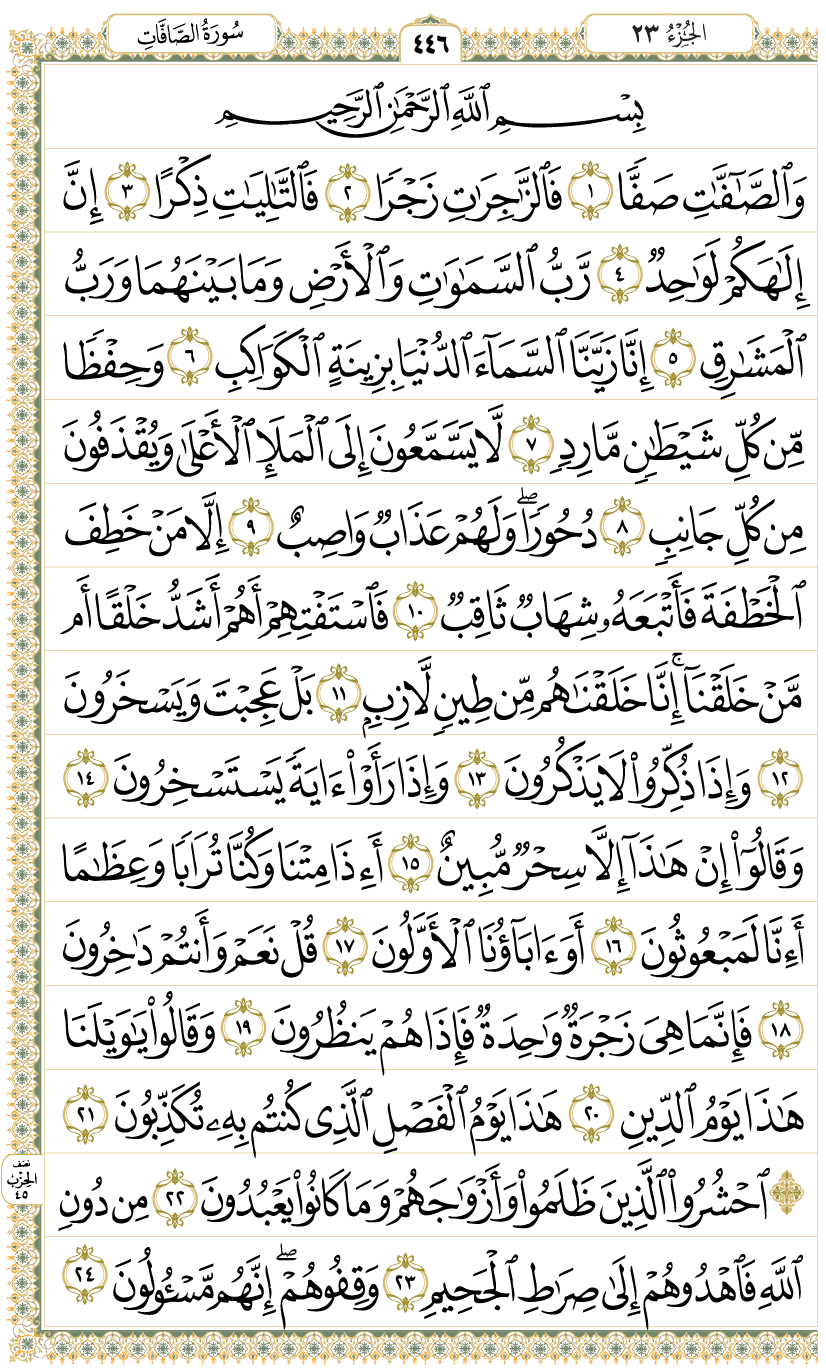 الجُزْءُ ٢٣
٤٤٦
سُورَةُ الصَّافَّاتِ
بِسْمِ ٱللَّهِ ٱلرَّحْمَٰنِ ٱلرَّحِيمِ
وَٱلصَّـٰٓفَّـٰتِ صَفًّا ١ فَٱلزَّٰجِرَٰتِ زَجْرًا ٢ فَٱلتَّـٰلِيَـٰتِ ذِكْرًا ٣ إِنَّ
إِلَـٰهَكُمْ لَوَٰحِدٌ ٤ رَّبُّ ٱلسَّمَـٰوَٰتِ وَٱلْأَرْضِ وَمَا بَيْنَهُمَا وَرَبُّ
ٱلْمَشَـٰرِقِ ٥ إِنَّا زَيَّنَّا ٱلسَّمَآءَ ٱلدُّنْيَا بِزِينَةٍ ٱلْكَوَاكِبِ ٦ وَحِفْظًا
مِّن كُلِّ شَيْطَـٰنٍ مَّارِدٍ ٧ لَّا يَسَّمَّعُونَ إِلَى ٱلْمَلَإِ ٱلْأَعْلَىٰ وَيُقْذَفُونَ
مِن كُلِّ جَانِبٍ ٨ دُحُورًا ۖ وَلَهُمْ عَذَابٌ وَاصِبٌ ٩ إِلَّا مَنْ خَطِفَ
ٱلْخَطْفَةَ فَأَتْبَعَهُۥ شِهَابٌ ثَاقِبٌ ١٠ فَٱسْتَفْتِهِمْ أَهُمْ أَشَدُّ خَلْقًا أَم
مَّنْ خَلَقْنَآ ۚ إِنَّا خَلَقْنَـٰهُم مِّن طِينٍ لَّازِبٍۭ ١١ بَلْ عَجِبْتَ وَيَسْخَرُونَ
١٢ وَإِذَا ذُكِّرُوا۟ لَا يَذْكُرُونَ ١٣ وَإِذَا رَأَوْا۟ ءَايَةً يَسْتَسْخِرُونَ ١٤
وَقَالُوٓا۟ إِنْ هَـٰذَآ إِلَّا سِحْرٌ مُّبِينٌ ١٥ أَءِذَا مِتْنَا وَكُنَّا تُرَابًا وَعِظَـٰمًا
أَءِنَّا لَمَبْعُوثُونَ ١٦ أَوَءَابَآؤُنَا ٱلْأَوَّلُونَ ١٧ قُلْ نَعَمْ وَأَنتُمْ دَٰخِرُونَ
١٨ فَإِنَّمَا هِىَ زَجْرَةٌ وَٰحِدَةٌ فَإِذَا هُمْ يَنظُرُونَ ١٩ وَقَالُوا۟ يَـٰوَيْلَنَا
هَـٰذَا يَوْمُ ٱلدِّينِ ٢٠ هَـٰذَا يَوْمُ ٱلْفَصْلِ ٱلَّذِى كُنتُم بِهِۦ تُكَذِّبُونَ ٢١
۞ ٱحْشُرُوا۟ ٱلَّذِينَ ظَلَمُوا۟ وَأَزْوَٰجَهُمْ وَمَا كَانُوا۟ يَعْبُدُونَ ٢٢ مِن دُونِ
ٱللَّهِ فَٱهْدُوهُمْ إِلَىٰ صِرَٰطِ ٱلْجَحِيمِ ٢٣ وَقِفُوهُمْ ۖ إِنَّهُم مَّسْـُٔولُونَ ٢٤
نصف
الحِزْب
٤٥